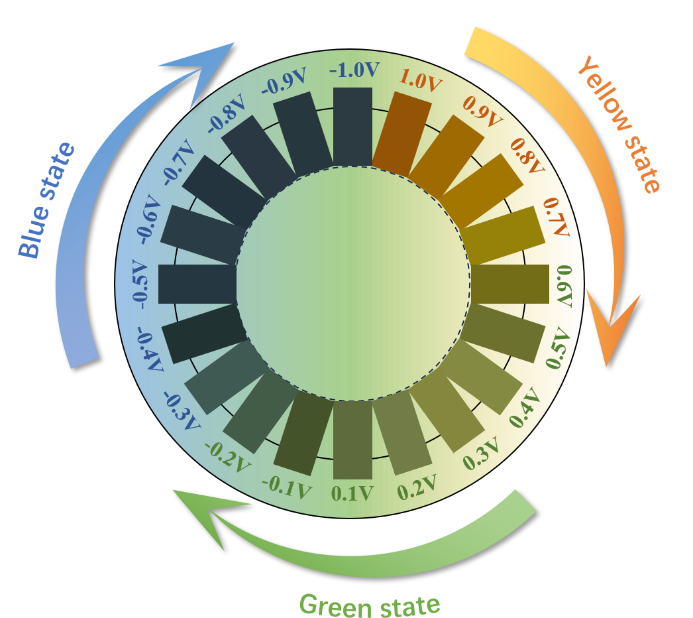 -1.0V
1.0V
0.9V
0.8V
0.7V
0.6V
0.5V
0.4V
0.3V
0.2V
0.1V
-0.1V
-0.2V
-0.3V
-0.4V
-0.5V
-0.6V
-0.7V
-0.8V
-0.9V
Yellow state
Green state
Blue state